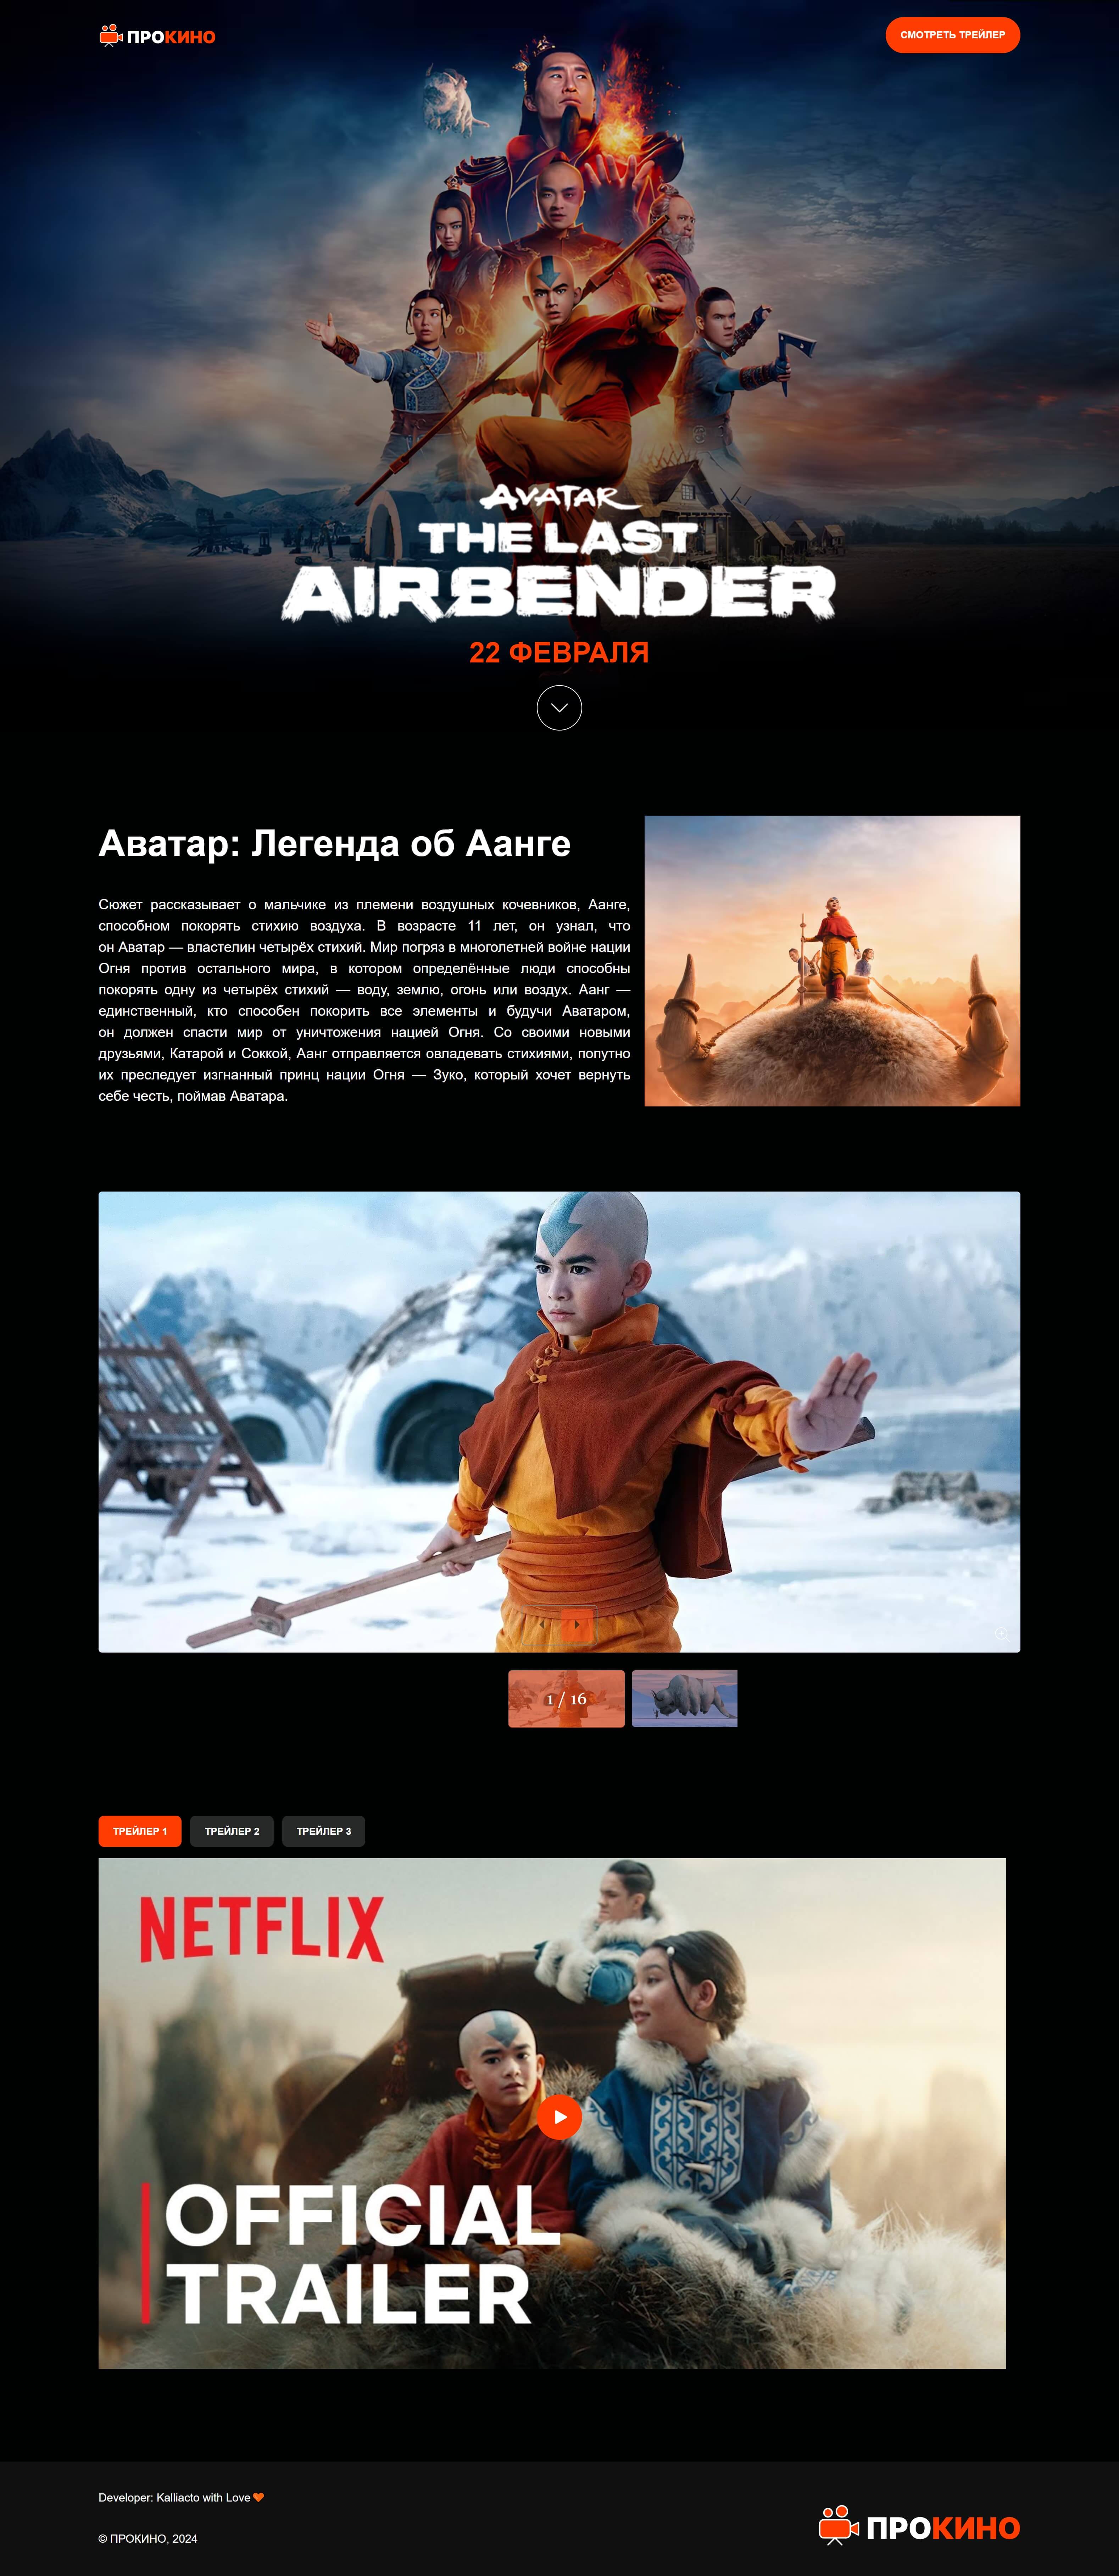 ПРОКИНО
СМОТРЕТЬ ТРЕЙЛЕР
AVATAR
THE LAST
AIRBENDER
22 ФЕВРАЛЯ
Аватар: Легенда об Аанге
Сюжет рассказывает о мальчике из племени воздушных кочевников, Аанге,
способном покорять стихию воздуха. В возрасте 11 лет, он узнал, что
он Аватар — властелин четырёх стихий. Мир погряз в многолетней войне нации
Огня против остального мира, в котором определённые люди способны
покорять одну из четырёх стихий — воду, землю, огонь или воздух. Аанг —
единственный, кто способен покорить все элементы и будучи Аватаром,
он должен спасти мир от уничтожения нацией Огня. Со своими новыми
друзьями, Катарой и Соккой, Аанг отправляется овладевать стихиями, попутно
их преследует изгнанный принц нации Огня — Зуко, который хочет вернуть
себе честь, поймав Аватара.
1 / 16
ТРЕЙЛЕР 1
ТРЕЙЛЕР 2
ТРЕЙЛЕР 3
NETFLIX
OFFICIAL
TRAILER
Developer: Kalliacto with Love
© ПРОКИНО, 2024
ПРОКИНО